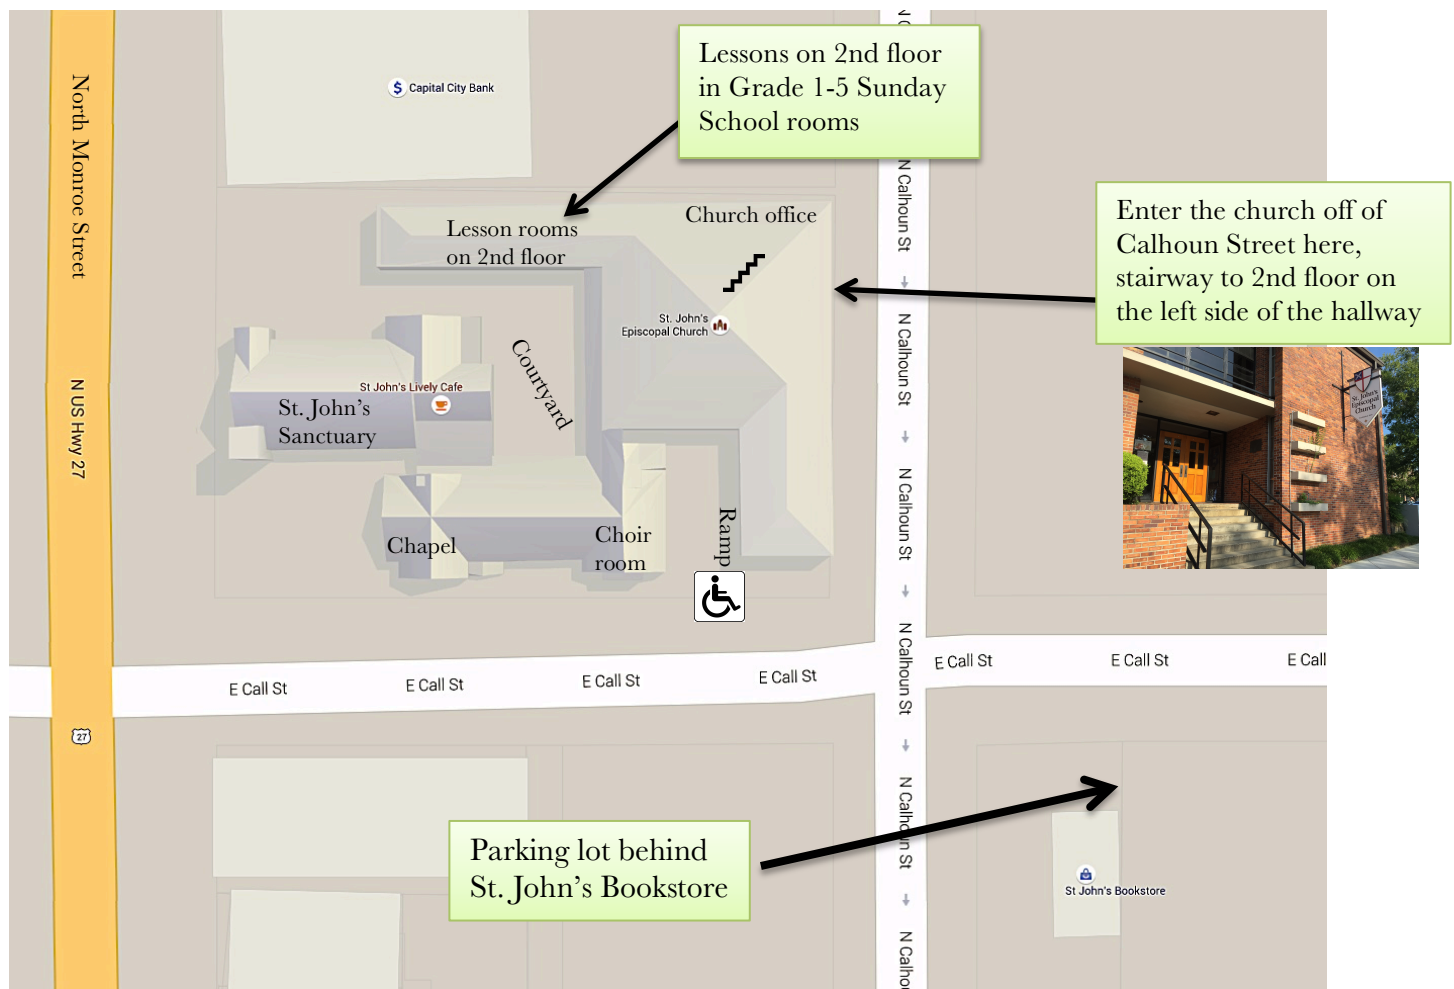 Lessons on 2nd floor
in Grade 1-5 Sunday
School rooms
Enter the church off of
Calhoun Street here,
stairway to 2nd floor on
the left side of the hallway
St. John's
Episcopal
Church
North Monroe Street
N US Hwy 27
27
$
Capital City Bank
Lesson rooms
on 2nd floor
Church office
St. John's
Episcopal Church
Courtyard
St John's Lively Cafe
St. John's
Sanctuary
Chapel
Choir
room
Ramp
N C
N Calhoun St
N Calhoun St
N Calhoun St
N Calhoun St
N Calhoun St
N Calho
E Call St
E Call St
E Call St
E Call St
E Call St
E Call St
E Call
Parking lot behind
St. John's Bookstore
St John's Bookstore